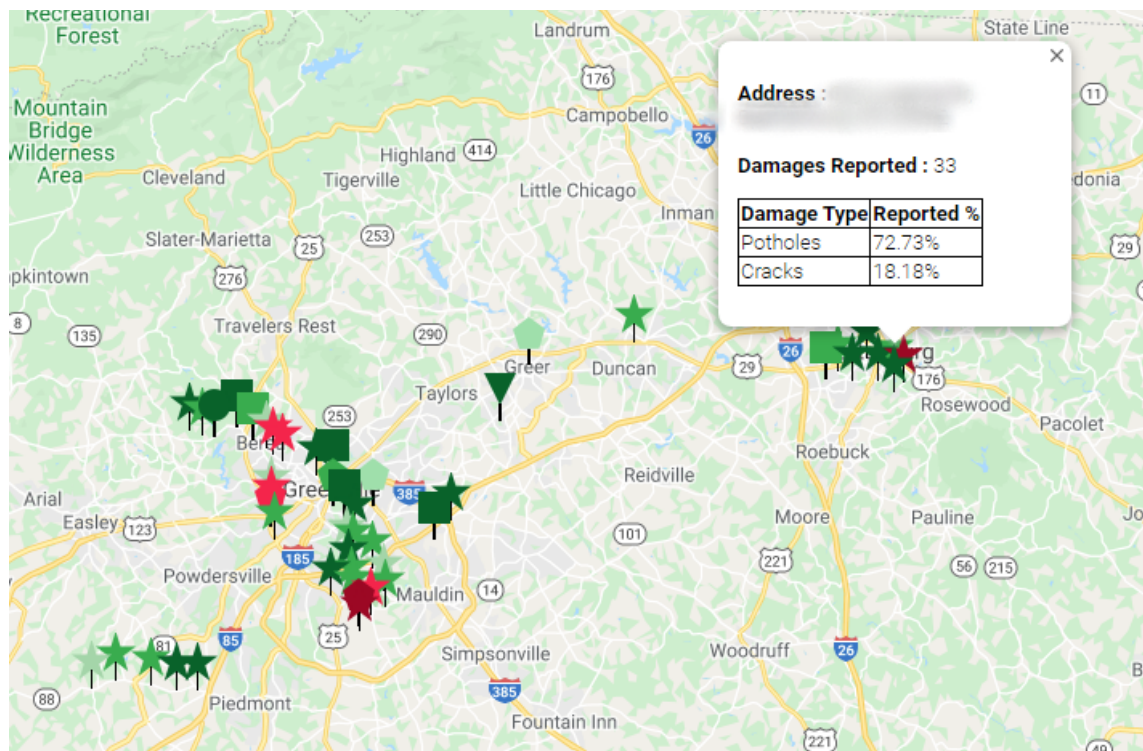 Recreational
Forest
Landrum
State Line
176
11
Mountain
Bridge
Wilderness
Area
Campobello
26
Highland
414
Cleveland
Tigerville
Little Chicago
Inman
Address :
Damages Reported : 33
Damage Type Reported %
Potholes 72.73%
Cracks 18.18%
Slater-Marietta
253
25
29
276
8
135
Travelers Rest
290
Greer
Duncan
26
29
176
Taylors
Rosewood
253
Pacolet
Roebuck
Reidville
385
Arial
Easley
123
Moore
Pauline
101
185
Powdersville
221
56
215
Mauldin
14
25
85
81
Simpsonville
Woodruff
26
88
Piedmont
385
Fountain Inn
221
49